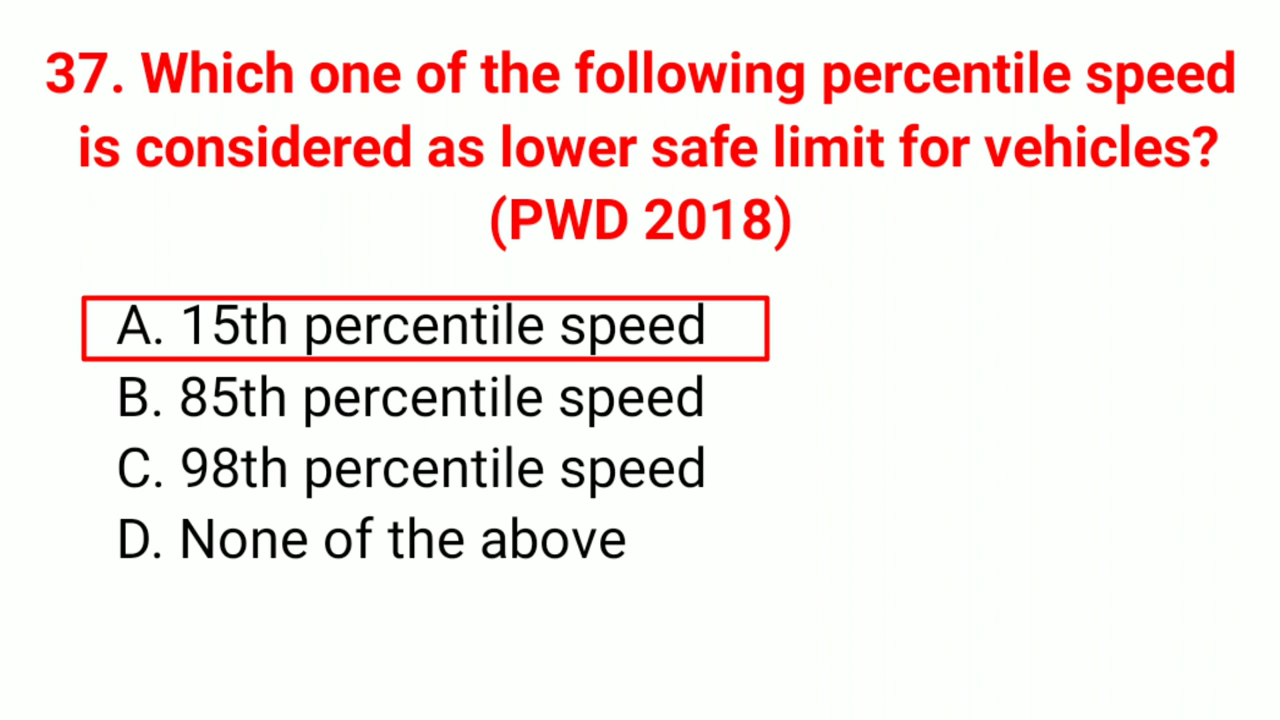 37. Which one of the following percentile speed
is considered as lower safe limit for vehicles?
(PWD 2018)
A. 15th percentile speed
B. 85th percentile speed
C. 98th percentile speed
D. None of the above